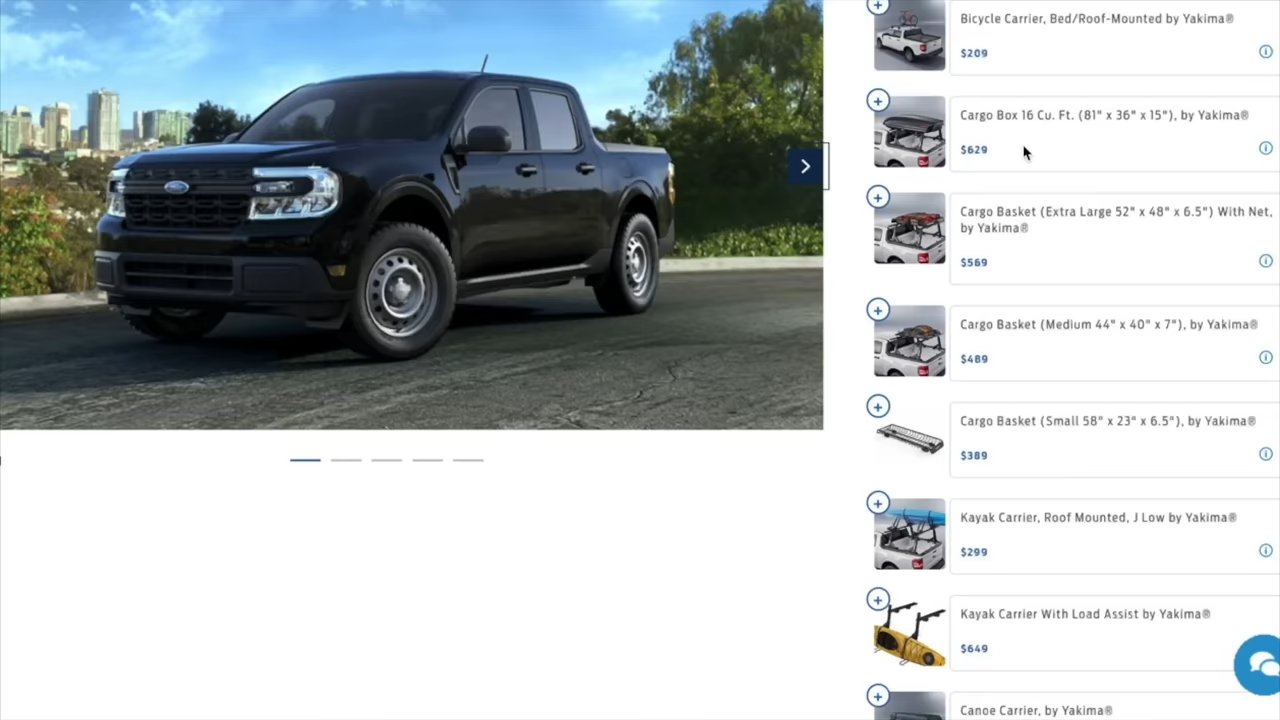 Bicycle Carrier, Bed/Roof-Mounted by Yakima®
$209
Cargo Box 16 Cu. Ft. (81" x 36" x 15"), by Yakima®
$629
Cargo Basket (Extra Large 52" x 48" x 6.5") With Net,
by Yakima®
$569
Cargo Basket (Medium 44" x 40" x 7"), by Yakima®
$489
Cargo Basket (Small 58" x 23" x 6.5"), by Yakima®
$389
Kayak Carrier, Roof Mounted, J Low by Yakima®
$299
Kayak Carrier With Load Assist by Yakima®
$649
Canoe Carrier, by Yakima®